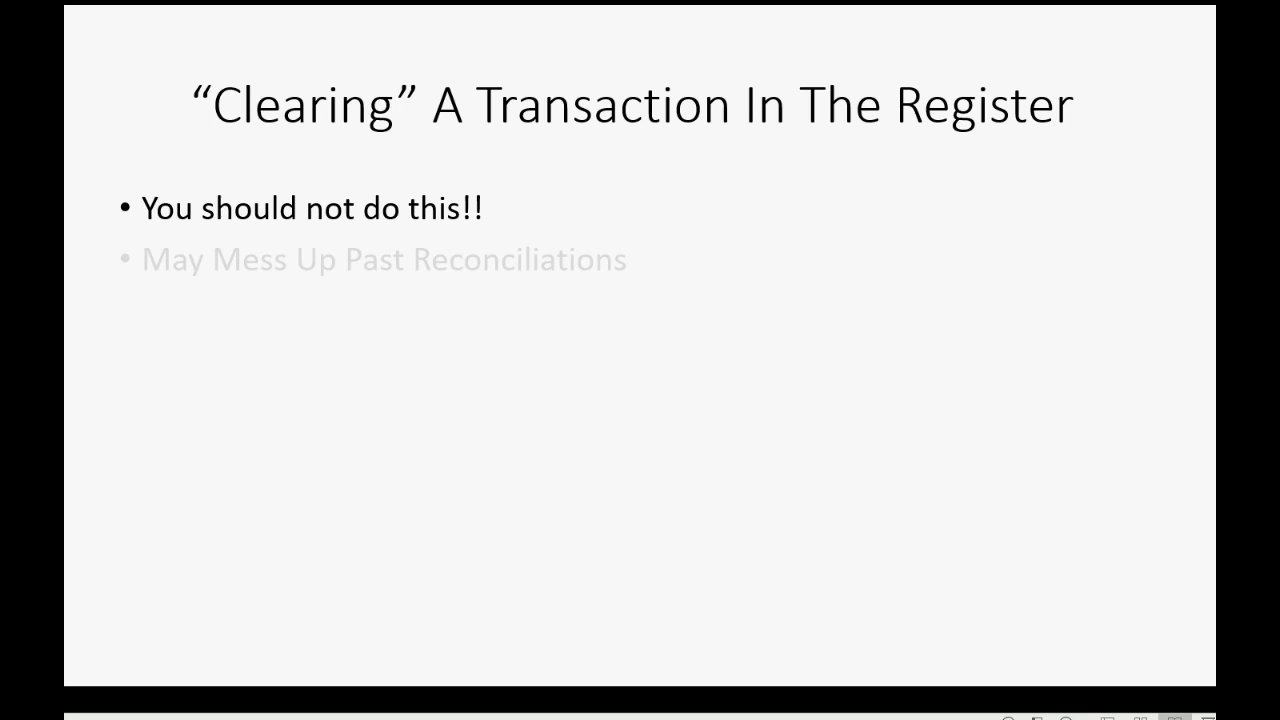 “Clearing” A Transaction In The Register
• You should not do this!!
• May Mess Up Past Reconciliations